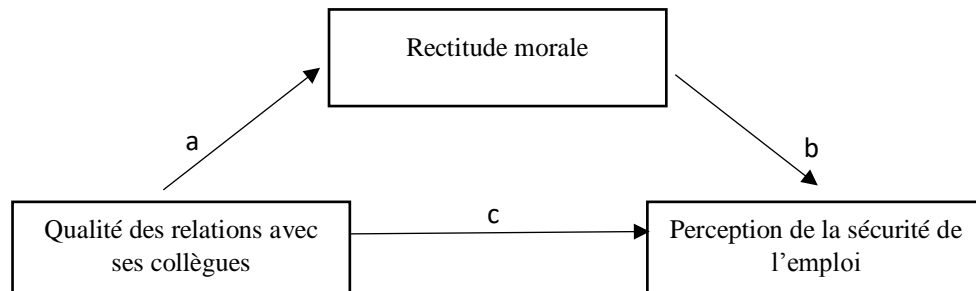 Rectitude morale
a
b
c
Qualité des relations avec
ses collègues
Perception de la sécurité de
l’emploi